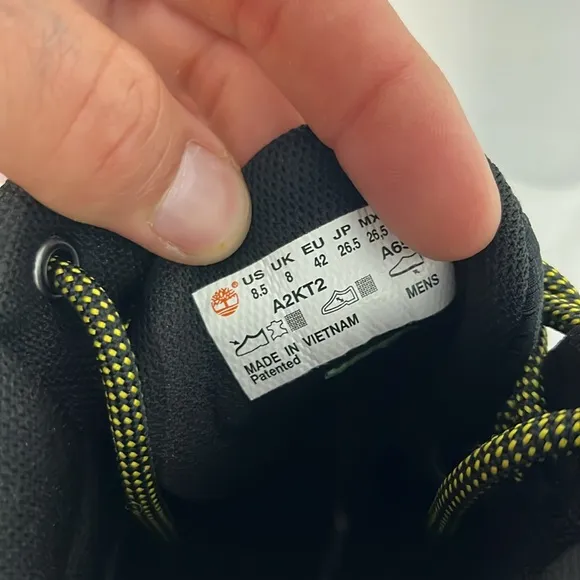 US UK EU JP MX
8.5 8 42 26.5 26.5
A2KT2
MENS
MADE IN VIETNAM
Patented